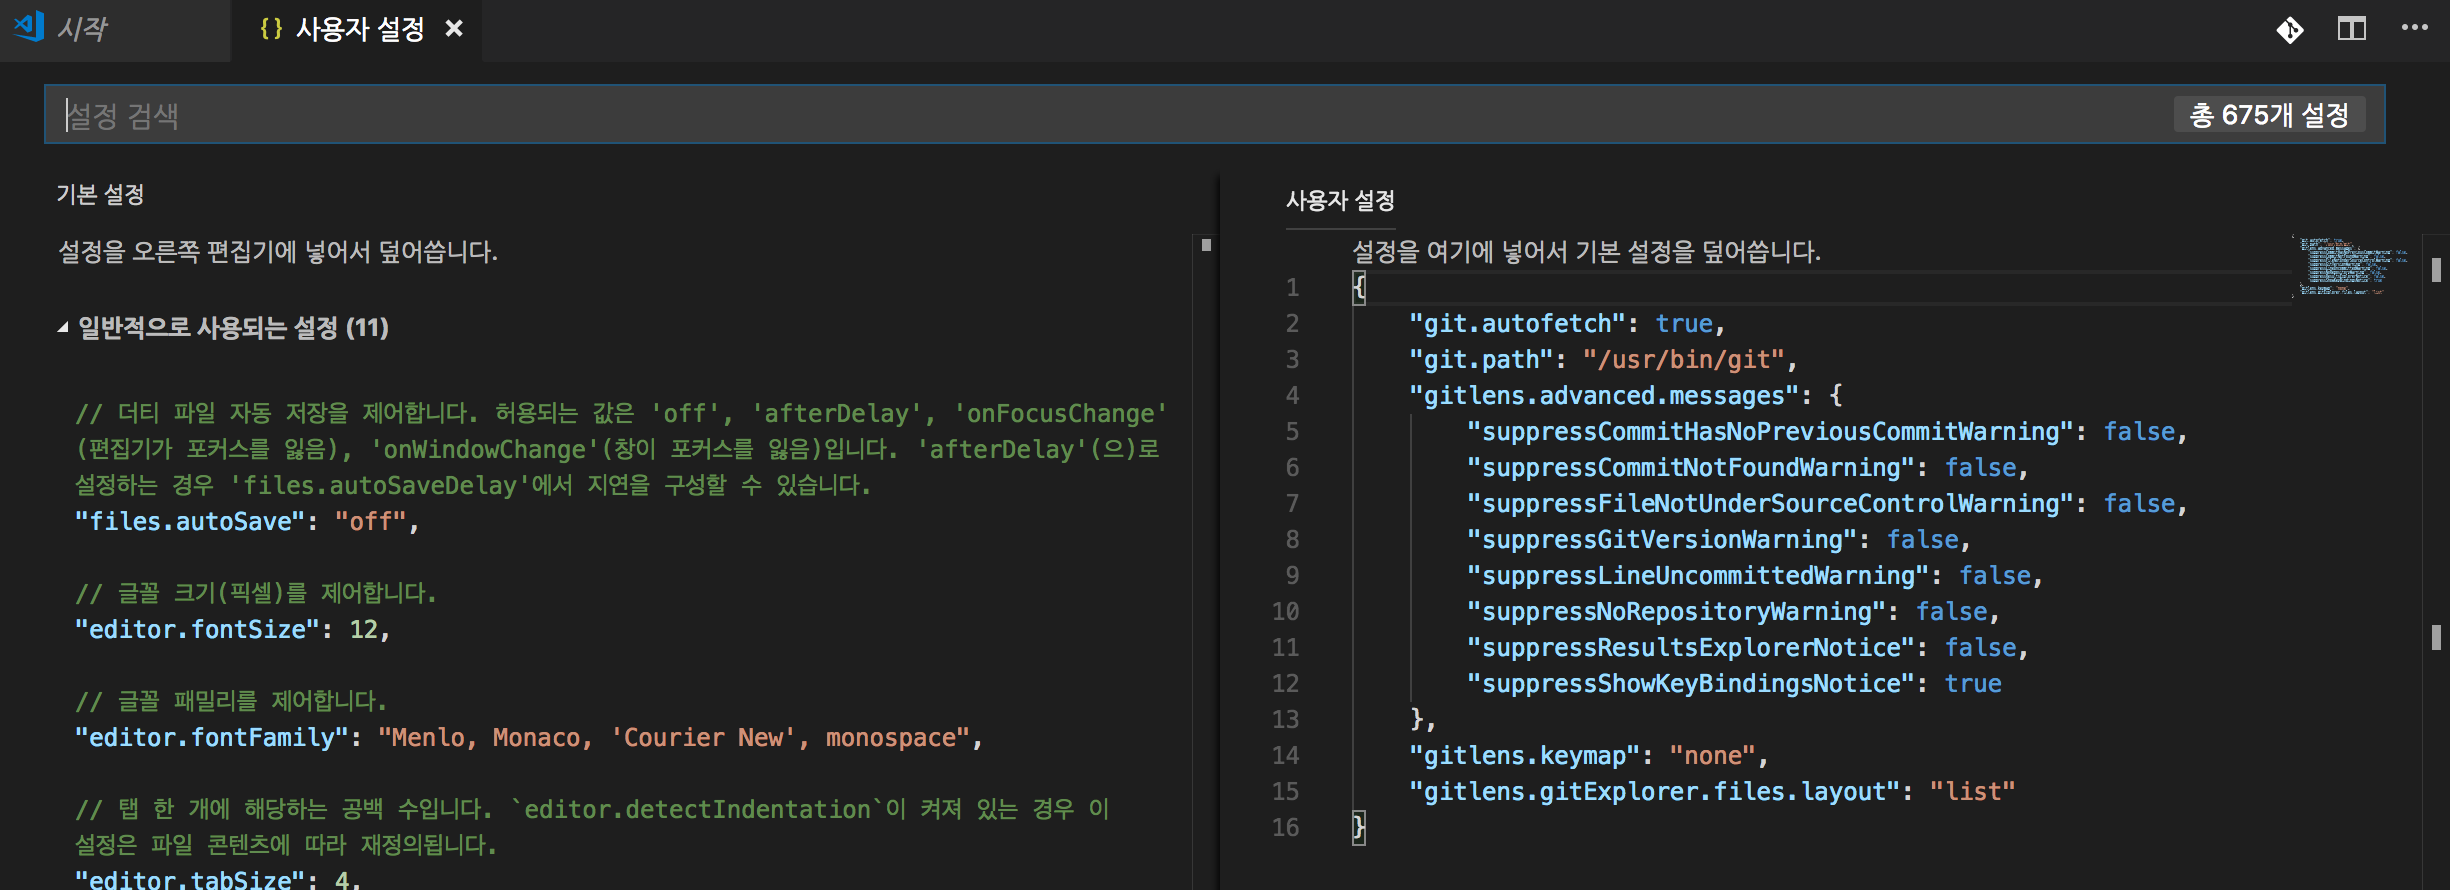 시작
{} 사용자 설정 ×
설정 검색
총 675개 설정
기본 설정
설정을 오른쪽 편집기에 넣어서 덮어씁니다.
일반적으로 사용되는 설정 (11)
// 더티 파일 자동 저장을 제어합니다. 허용되는 값은 'off', 'afterDelay', 'onFocusChange'
(편집기가 포커스를 잃음), 'onWindowChange'(창이 포커스를 잃음)입니다. 'afterDelay'(으)로
설정하는 경우 'files.autoSaveDelay'에서 지연을 구성할 수 있습니다.
"files.autoSave": "off",
// 글꼴 크기(픽셀)를 제어합니다.
"editor.fontSize": 12,
// 글꼴 패밀리를 제어합니다.
"editor.fontFamily": "Menlo, Monaco, 'Courier New', monospace",
// 탭 한 개에 해당하는 공백 수입니다. `editor.detectIndentation`이 켜져 있는 경우 이
설정은 파일 콘텐츠에 따라 재정의됩니다.
"editor.tabSize": 4,
사용자 설정
설정을 여기에 넣어서 기본 설정을 덮어씁니다.
1 {
2 "git.autofetch": true,
3 "git.path": "/usr/bin/git",
4 "gitlens.advanced.messages": {
5 "suppressCommitHasNoPreviousCommitWarning": false,
6 "suppressCommitNotFoundWarning": false,
7 "suppressFileNotUnderSourceControlWarning": false,
8 "suppressGitVersionWarning": false,
9 "suppressLineUncommittedWarning": false,
10 "suppressNoRepositoryWarning": false,
11 "suppressResultsExplorerNotice": false,
12 "suppressShowKeyBindingsNotice": true
13 },
14 "gitlens.keymap": "none",
15 "gitlens.gitExplorer.files.layout": "list"
16 }